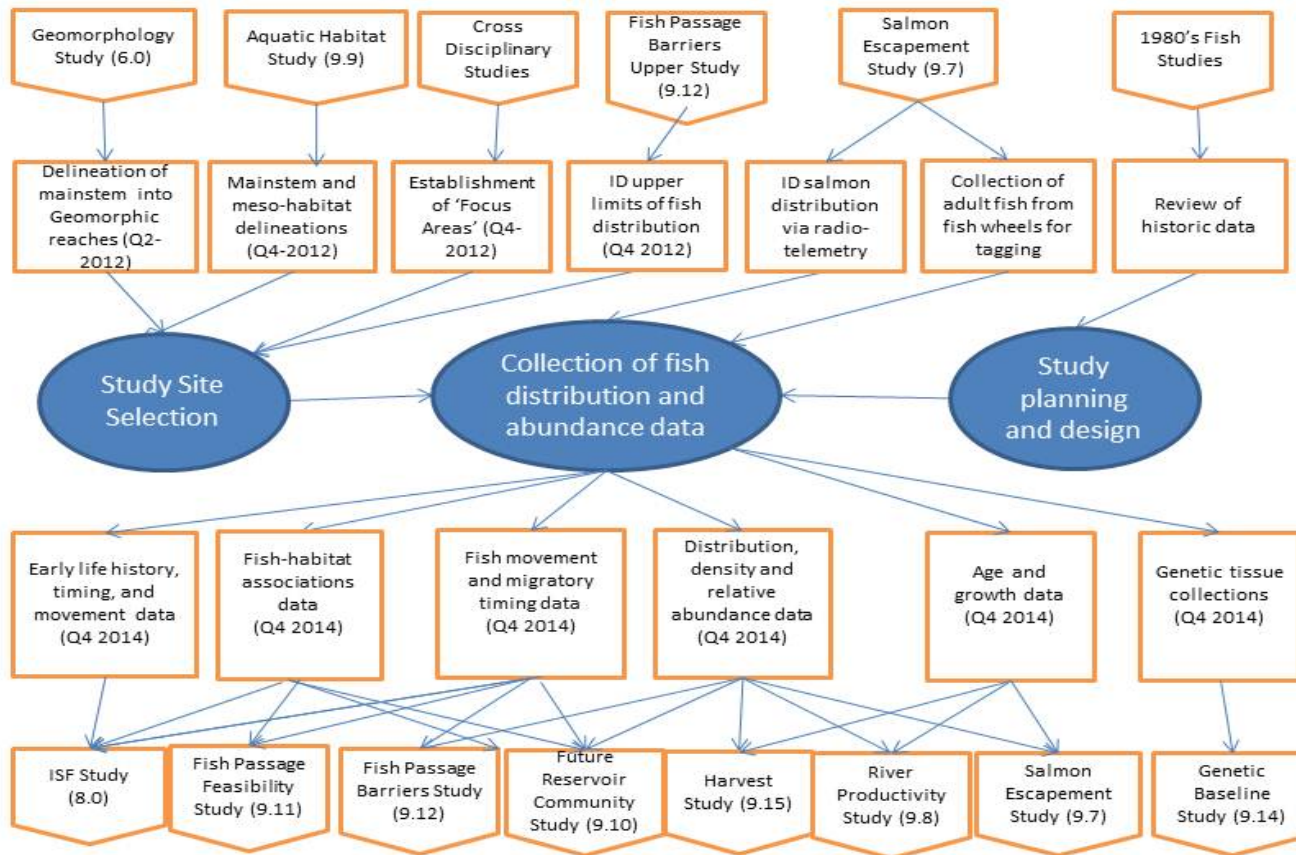 Geomorphology
Study (6.0)
Aquatic Habitat
Study (9.9)
Cross
Disciplinary
Studies
Fish Passage
Barriers
Upper Study
(9.12)
Salmon
Escapement
Study (9.7)
1980's Fish
Studies
Delineation of
mainstem into
Geomorphic
reaches (Q2-
2012)
Mainstem and
meso-habitat
delineations
(Q4-2012)
Establishment
of 'Focus
Areas' (Q4-
2012)
ID upper
limits of fish
distribution
(Q4 2012)
ID salmon
distribution
via radio-
telemetry
Collection of
adult fish from
fish wheels for
tagging
Review of
historic data
Study Site
Selection
Collection of fish
distribution and
abundance data
Study
planning
and design
Early life history,
timing, and
movement data
(Q4 2014)
Fish-habitat
associations
data
(Q4 2014)
Fish movement
and migratory
timing data
(Q4 2014)
Distribution,
density and
relative
abundance data
(Q4 2014)
Age and
growth data
(Q4 2014)
Genetic tissue
collections
(Q4 2014)
ISF Study
(8.0)
Fish Passage
Feasibility
Study (9.11)
Fish Passage
Barriers Study
(9.12)
Future
Reservoir
Community
Study (9.10)
Harvest
Study (9.15)
River
Productivity
Study (9.8)
Salmon
Escapement
Study (9.7)
Genetic
Baseline
Study (9.14)